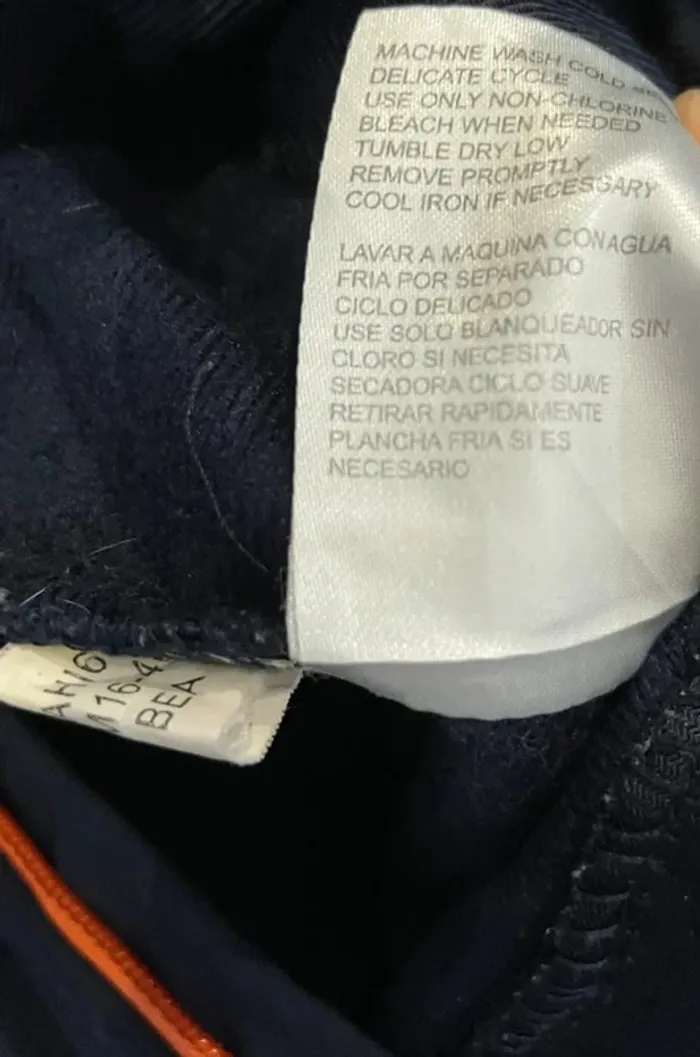 MACHINE WASH COLD
DELICATE CYCLE
USE ONLY NON-CHLORINE
BLEACH WHEN NEEDED
TUMBLE DRY LOW
REMOVE PROMPTLY
COOL IRON IF NECESSARY
LAVAR A MAQUINA CON AGUA
FRIA POR SEPARADO
CICLO DELICADO
USE SOLO BLANQUEADOR SIN
CLORO SI NECESITA
SECADORA CICLO SUAVE
RETIRAR RAPIDAMENTE
PLANCHA FRIA SI ES
NECESARIO
BEA